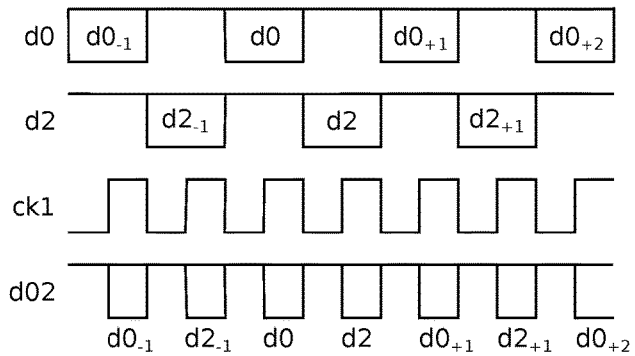 d0 d0₋₁ d0 d0₊₁ d0₊₂
d2 d2₋₁ d2 d2₊₁
ck1
d02
d0₋₁ d2₋₁ d0 d2 d0₊₁ d2₊₁ d0₊₂